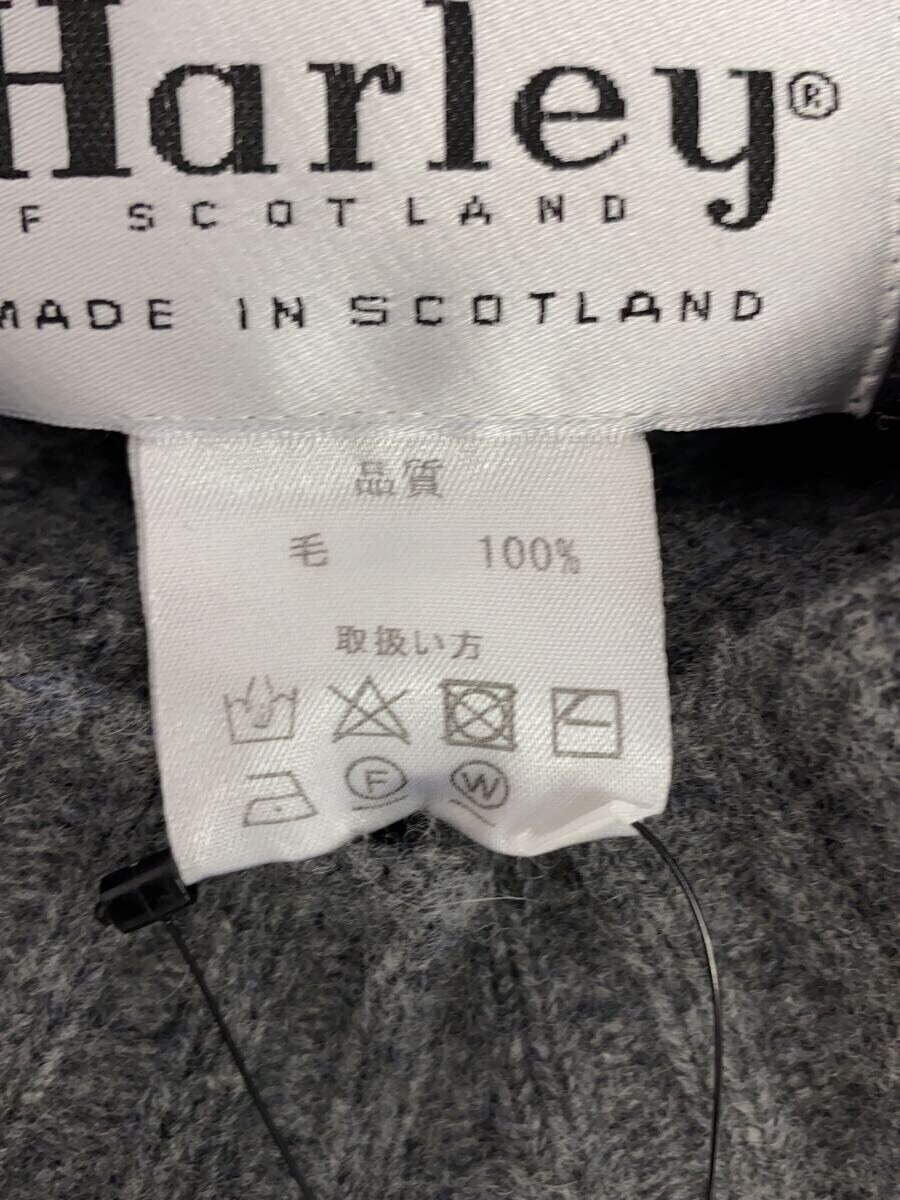 Harley®
F SCOTLAND
MADE IN SCOTLAND
品質
毛 100%
取扱い方
F W